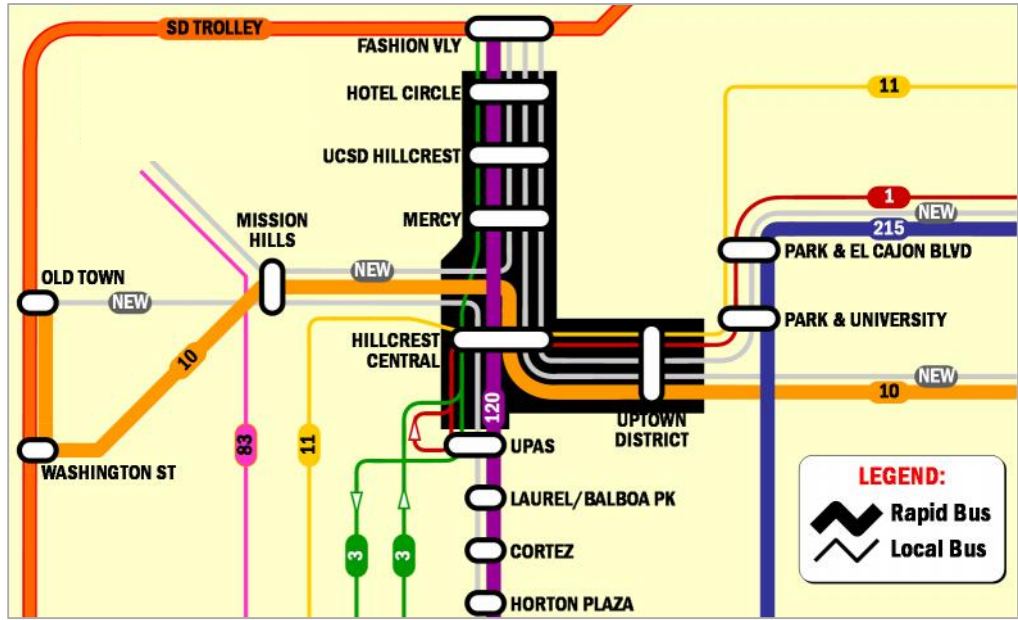 SD TROLLEY
FASHION VLY
HOTEL CIRCLE
11
UCSD HILLCREST
1
NEW
MISSION
HILLS
MERCY
215
PARK & EL CAJON BLVD
OLD TOWN
NEW
NEW
PARK & UNIVERSITY
HILLCREST
CENTRAL
10
NEW
10
120
UPTOWN
DISTRICT
83
11
UPAS
WASHINGTON ST
LEGEND:
Rapid Bus
Local Bus
LAUREL/BALBOA PK
3
3
CORTEZ
HORTON PLAZA